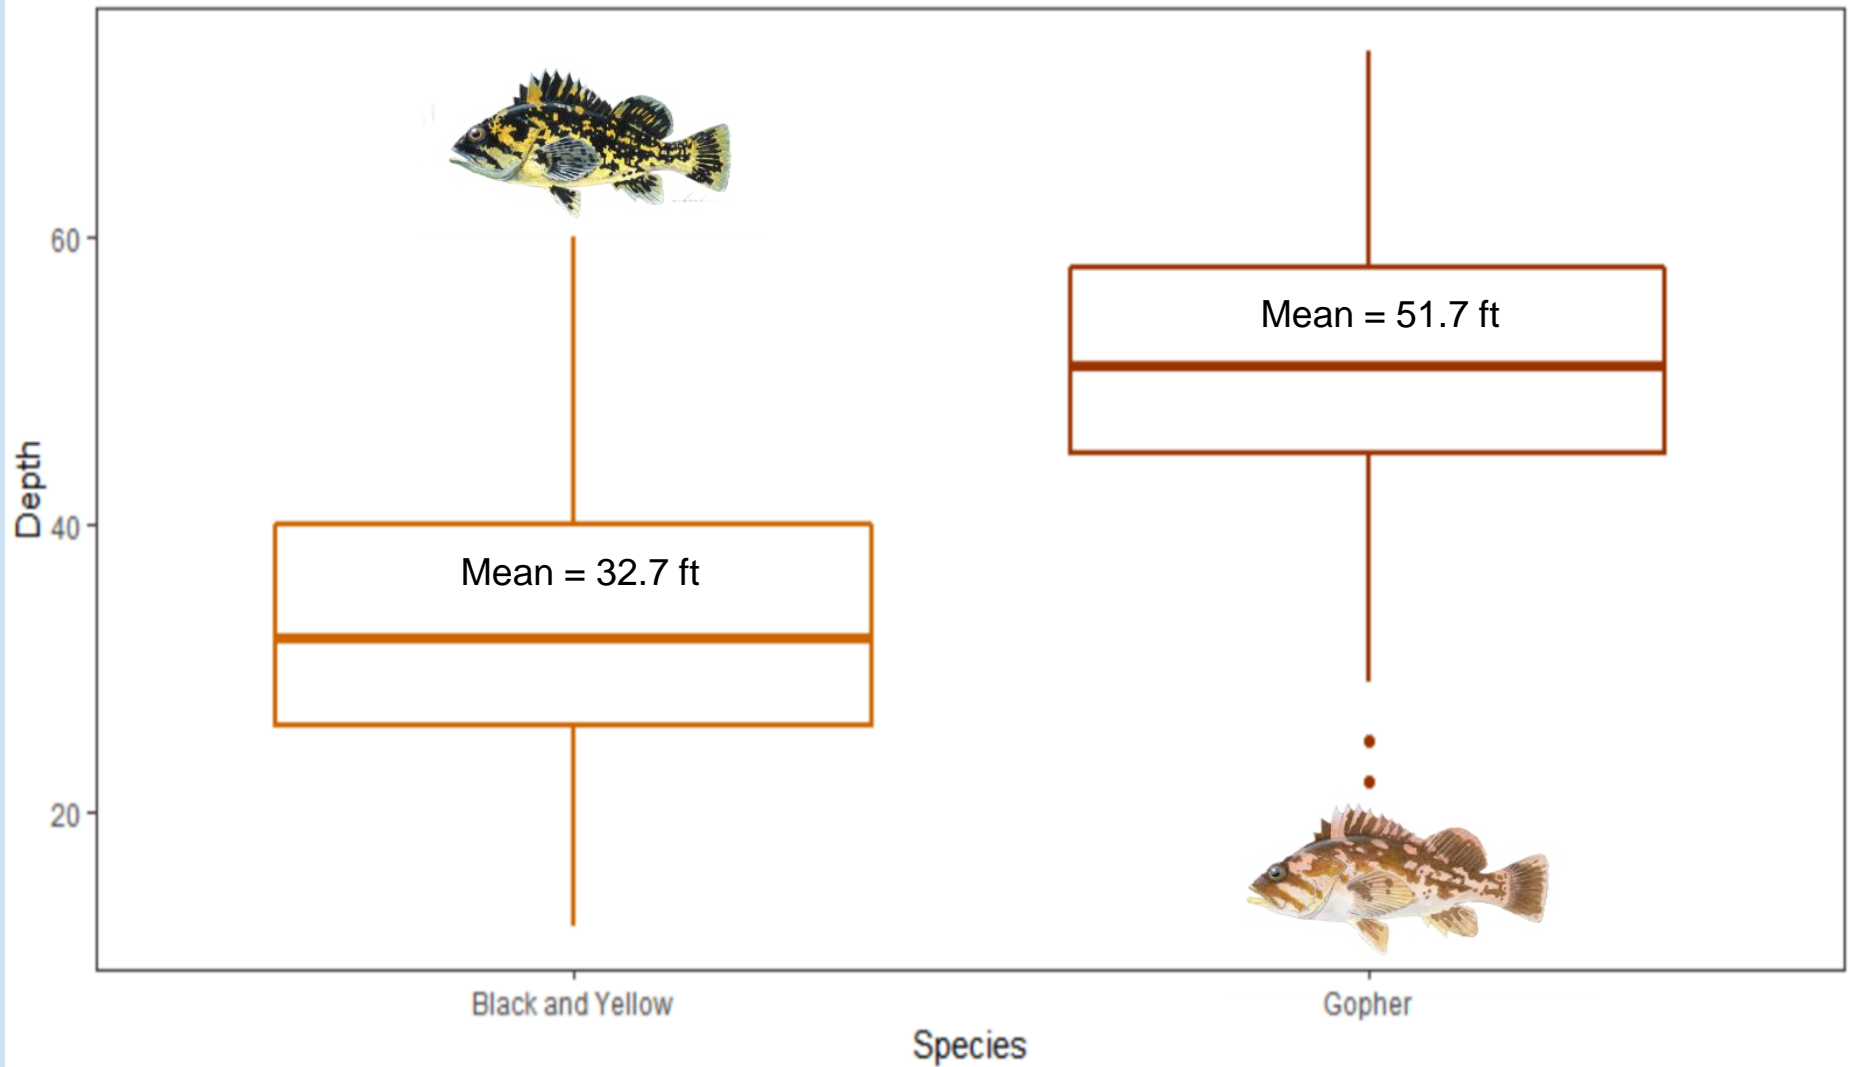 Depth
60
40
20
Mean = 32.7 ft
Mean = 51.7 ft
Black and Yellow
Gopher
Species